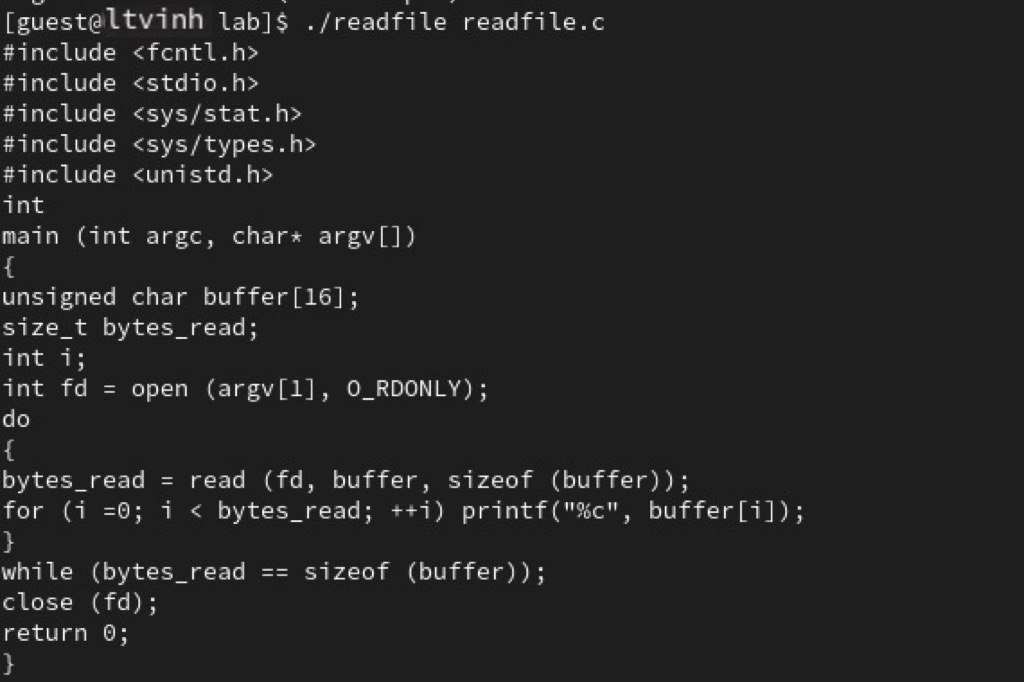 [guest@ltvinh lab]$ ./readfile readfile.c
#include <fcntl.h>
#include <stdio.h>
#include <sys/stat.h>
#include <sys/types.h>
#include <unistd.h>
int
main (int argc, char* argv[])
{
unsigned char buffer[16];
size_t bytes_read;
int i;
int fd = open (argv[1], O_RDONLY);
do
{
bytes_read = read (fd, buffer, sizeof (buffer));
for (i =0; i < bytes_read; ++i) printf("%c", buffer[i]);
}
while (bytes_read == sizeof (buffer));
close (fd);
return 0;
}